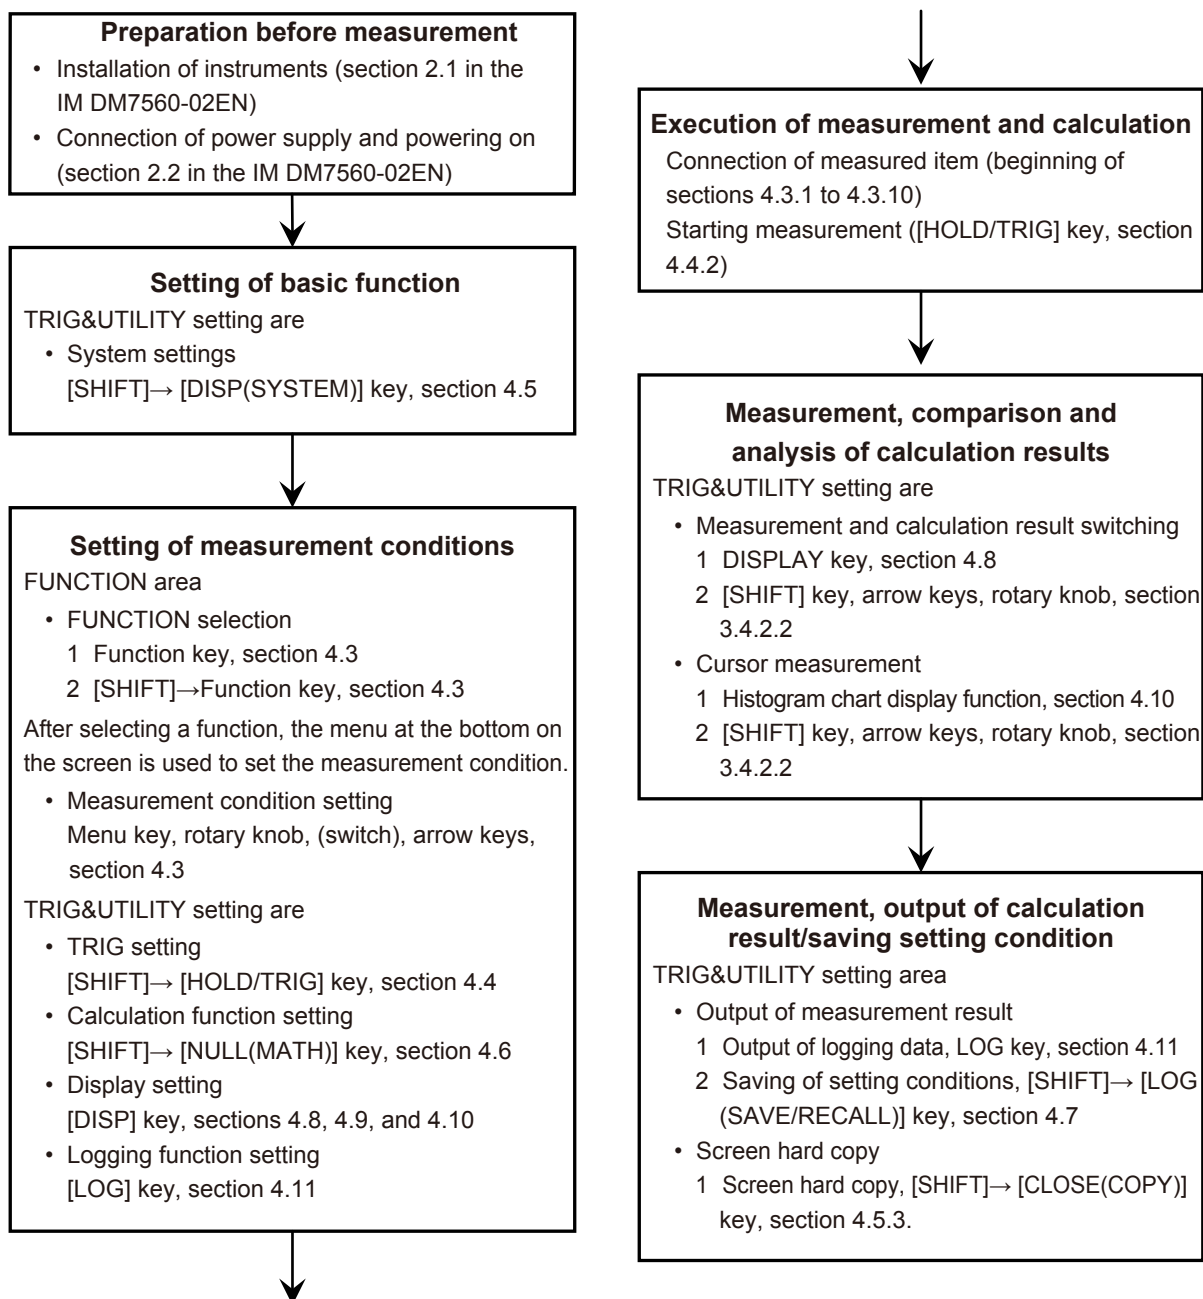 Preparation before measurement
• Installation of instruments (section 2.1 in the
IM DM7560-02EN)
• Connection of power supply and powering on
(section 2.2 in the IM DM7560-02EN)
Setting of basic function
TRIG&UTILITY setting are
• System settings
[SHIFT]→ [DISP(SYSTEM)] key, section 4.5
Setting of measurement conditions
FUNCTION area
• FUNCTION selection
1 Function key, section 4.3
2 [SHIFT]→Function key, section 4.3
After selecting a function, the menu at the bottom on
the screen is used to set the measurement condition.
• Measurement condition setting
Menu key, rotary knob, (switch), arrow keys,
section 4.3
TRIG&UTILITY setting are
• TRIG setting
[SHIFT]→ [HOLD/TRIG] key, section 4.4
• Calculation function setting
[SHIFT]→ [NULL(MATH)] key, section 4.6
• Display setting
[DISP] key, sections 4.8, 4.9, and 4.10
• Logging function setting
[LOG] key, section 4.11
Execution of measurement and calculation
Connection of measured item (beginning of
sections 4.3.1 to 4.3.10)
Starting measurement ([HOLD/TRIG] key, section
4.4.2)
Measurement, comparison and
analysis of calculation results
TRIG&UTILITY setting are
• Measurement and calculation result switching
1 DISPLAY key, section 4.8
2 [SHIFT] key, arrow keys, rotary knob, section
3.4.2.2
• Cursor measurement
1 Histogram chart display function, section 4.10
2 [SHIFT] key, arrow keys, rotary knob, section
3.4.2.2
Measurement, output of calculation
result/saving setting condition
TRIG&UTILITY setting area
• Output of measurement result
1 Output of logging data, LOG key, section 4.11
2 Saving of setting conditions, [SHIFT]→ [LOG
(SAVE/RECALL)] key, section 4.7
• Screen hard copy
1 Screen hard copy, [SHIFT]→ [CLOSE(COPY)]
key, section 4.5.3.